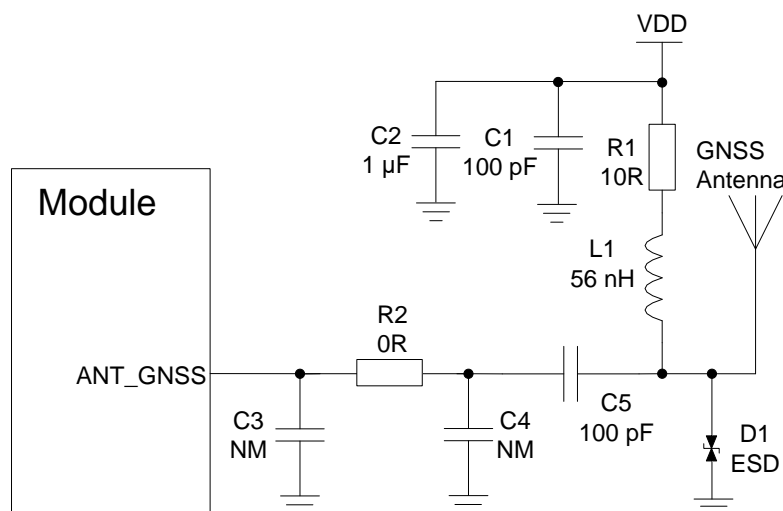 VDD
C2
1 µF
C1
100 pF
R1
10R
GNSS
Antenna
Module
L1
56 nH
R2
0R
ANT_GNSS
C3
NM
C4
NM
C5
100 pF
D1
ESD